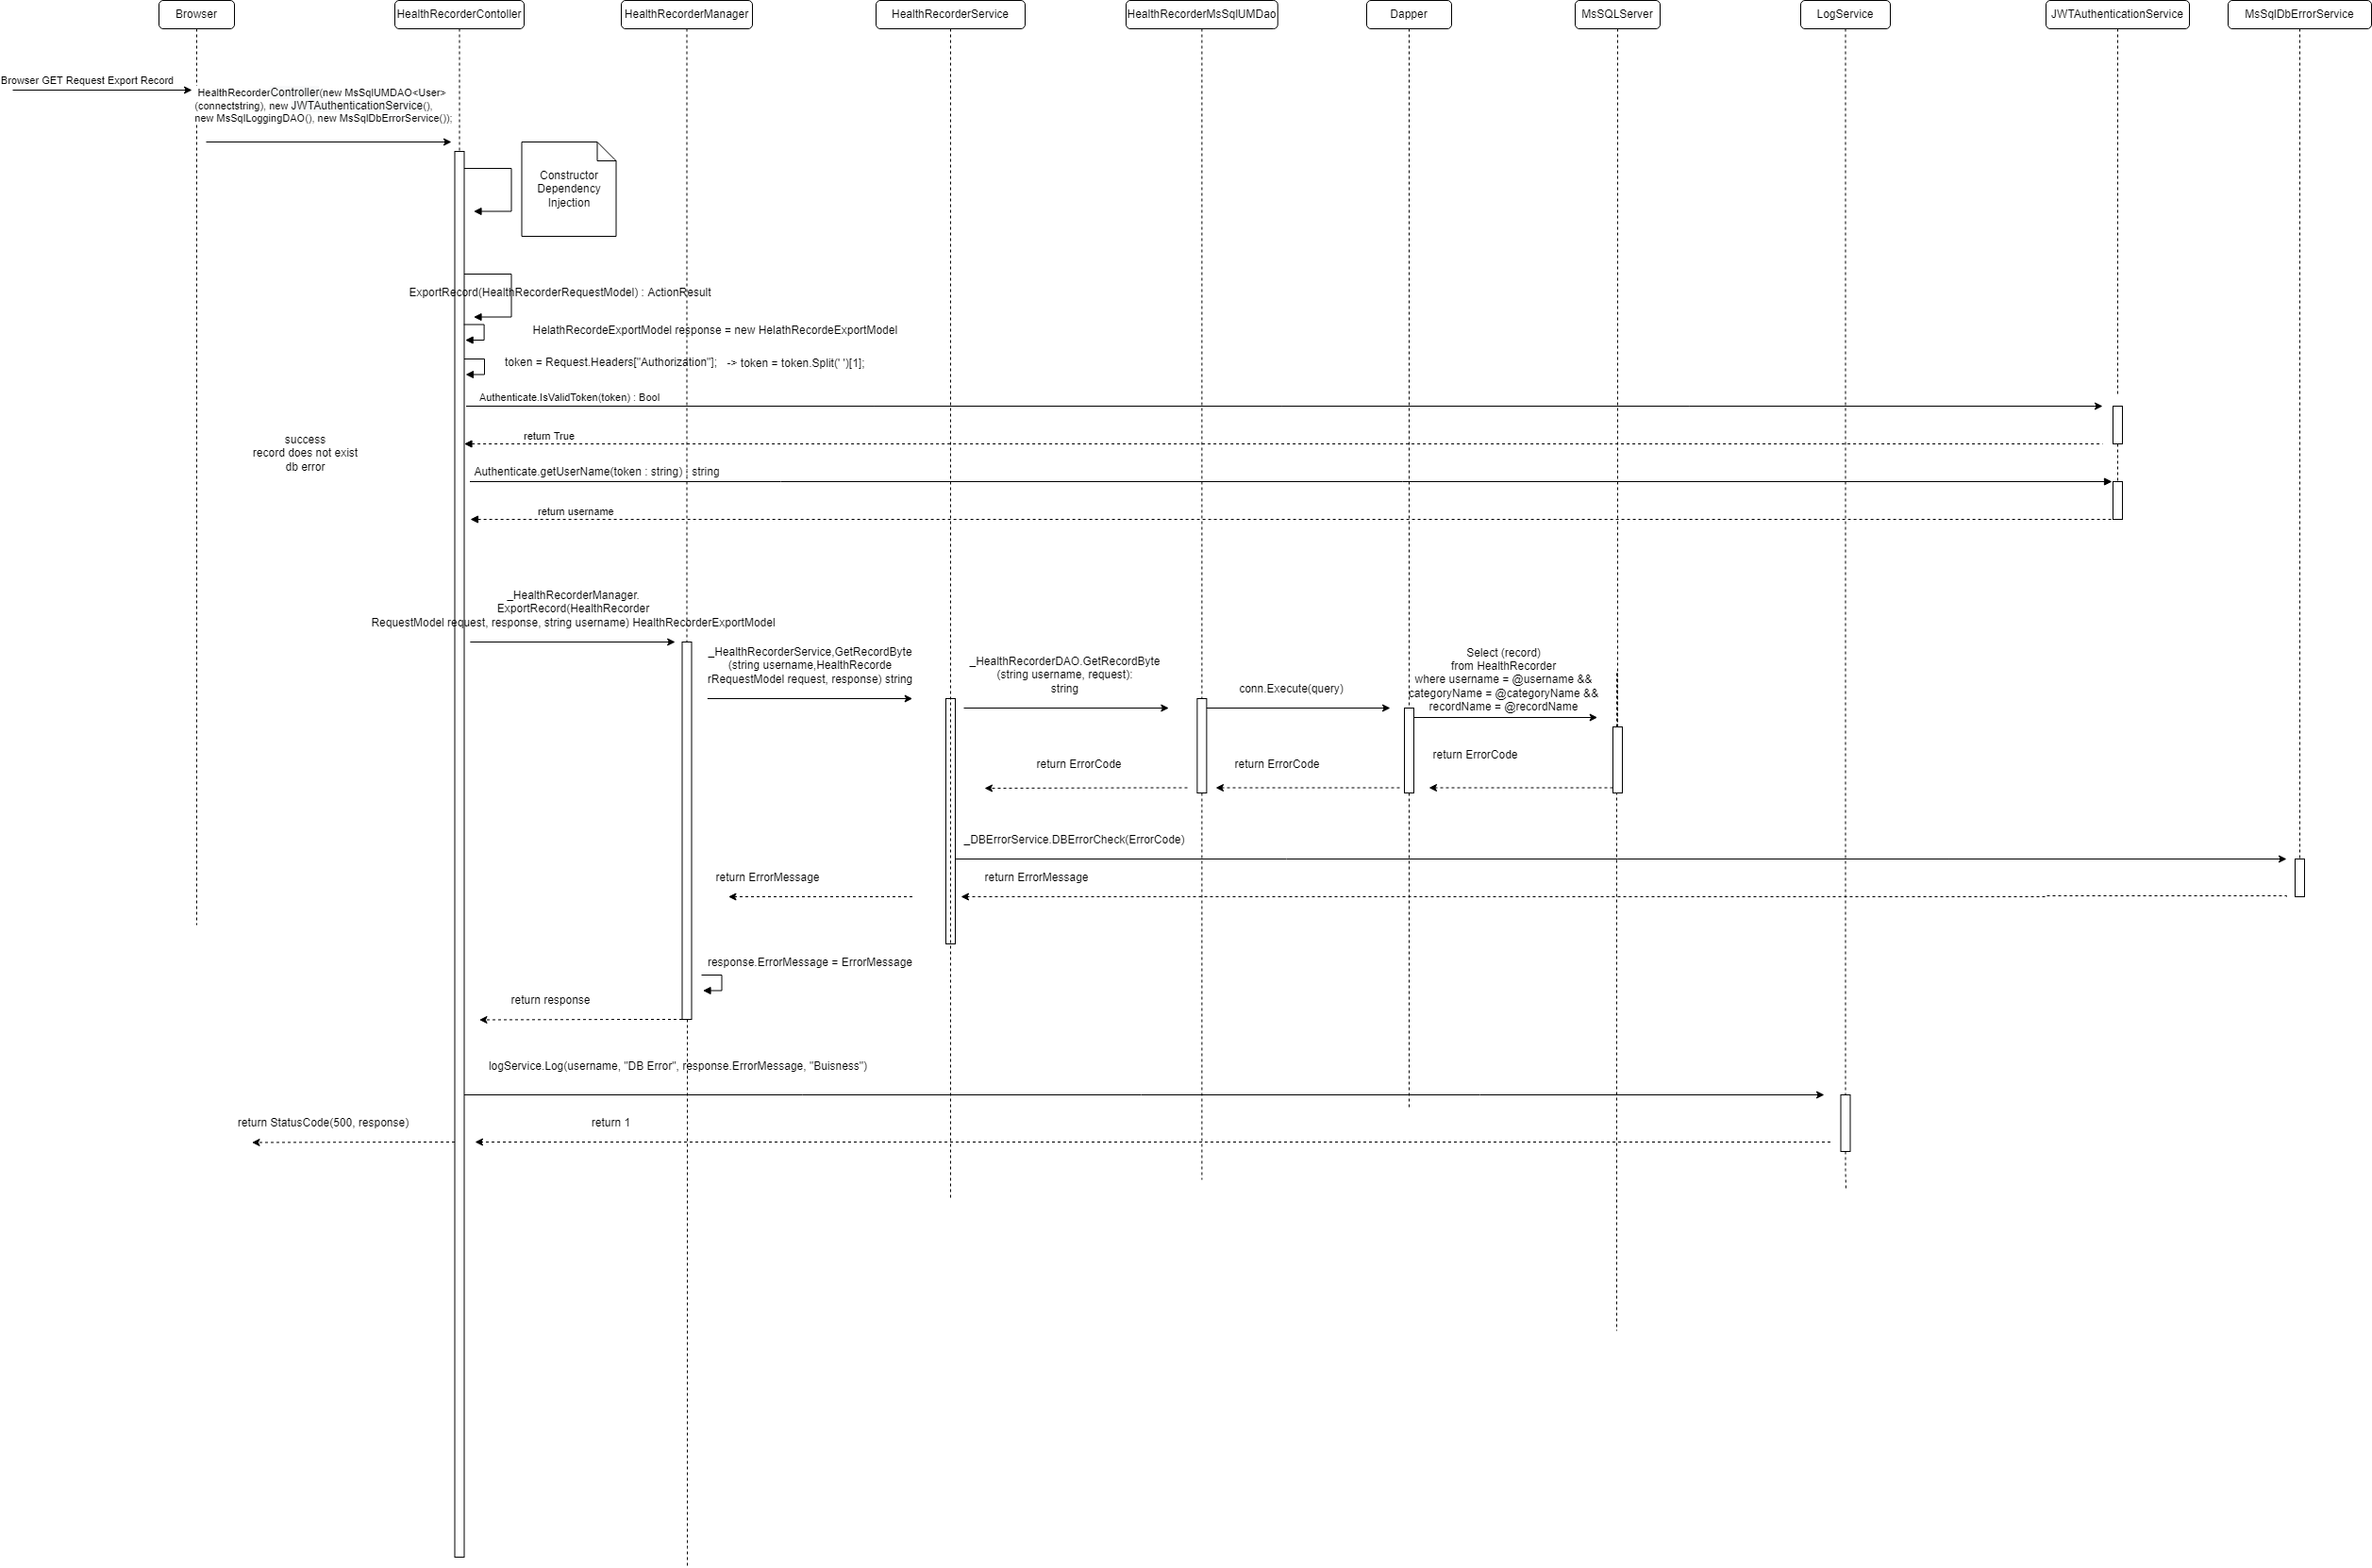 Browser
HealthRecorderContoller
HealthRecorderManager
HealthRecorderService
HealthRecorderMsSqlUMDao
Dapper
MsSQLServer
LogService
JWTAuthenticationService
MsSqlDbErrorService
Browser GET Request Export Record
HealthRecorderController(new MsSqlUMDAO<User>
(connectstring), new JWTAuthenticationService(),
new MsSqlLoggingDAO(), new MsSqlDbErrorService());
Constructor
Dependency
Injection
ExportRecord(HealthRecorderRequestModel) : ActionResult
HelathRecordeExportModel response = new HelathRecordeExportModel
token = Request.Headers["Authorization"]; -> token = token.Split(' ')[1];
Authenticate.IsValidToken(token) : Bool
return True
success
record does not exist
db error
Authenticate.getUserName(token : string) : string
return username
_HealthRecorderManager.
ExportRecord(HealthRecorder
RequestModel request, response, string username) HealthRecorderExportModel
_HealthRecorderService,GetRecordByte
(string username,HealthRecorde
rRequestModel request, response) string
_HealthRecorderDAO.GetRecordByte
(string username, request):
string
conn.Execute(query)
Select (record)
from HealthRecorder
where username = @username &&
categoryName = @categoryName &&
recordName = @recordName
return ErrorCode
return ErrorCode
return ErrorCode
_DBErrorService.DBErrorCheck(ErrorCode)
return ErrorMessage
return ErrorMessage
response.ErrorMessage = ErrorMessage
return response
logService.Log(username, "DB Error", response.ErrorMessage, "Buisness")
return StatusCode(500, response)
return 1